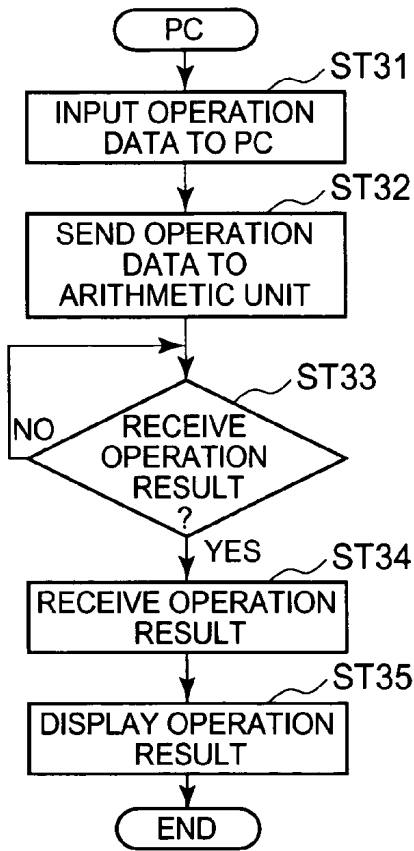 PC
ST31
INPUT OPERATION
DATA TO PC
ST32
SEND OPERATION
DATA TO
ARITHMETIC UNIT
ST33
NO
RECEIVE
OPERATION
RESULT
?
YES
ST34
RECEIVE OPERATION
RESULT
ST35
DISPLAY OPERATION
RESULT
END